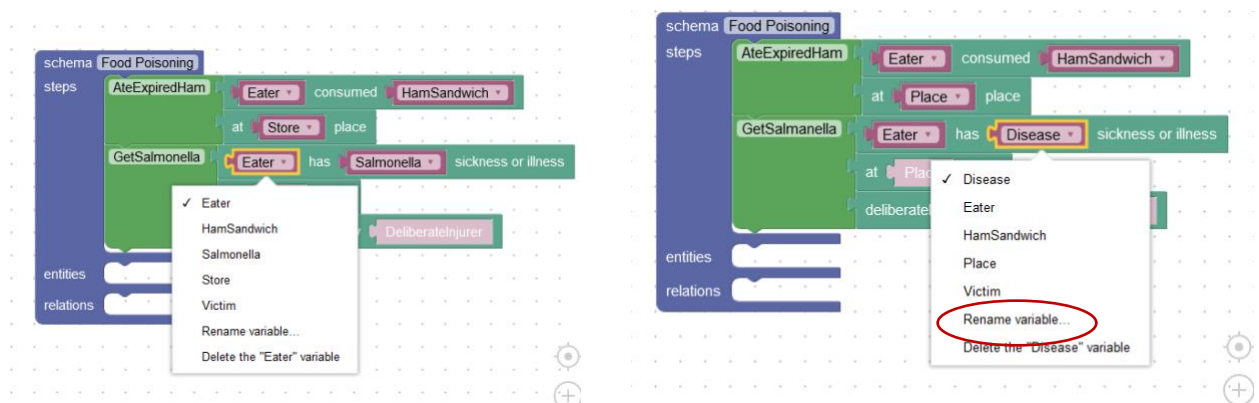 schema Food Poisoning
steps AteExpiredHam Eater consumed HamSandwich
at Store place
GetSalmonella Eater has Salmonella sickness or illness
✓ Eater
HamSandwich
DeliberateInjurer
Salmonella
entities
Store
relations
Victim
Rename variable...
Delete the "Eater" variable
schema Food Poisoning
steps AteExpiredHam Eater consumed HamSandwich
at Place place
GetSalmanella Eater has Disease sickness or illness
at Plac
✓ Disease
deliberatel
Eater
HamSandwich
entities
Place
relations
Victim
Rename variable...
Delete the "Disease" variable